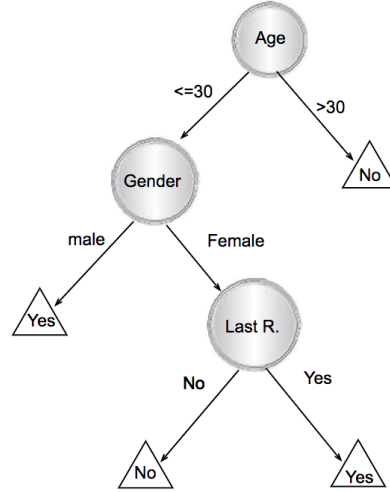 Age
<=30
>30
Gender
No
male
Female
Yes
Last R.
No
Yes
No
Yes